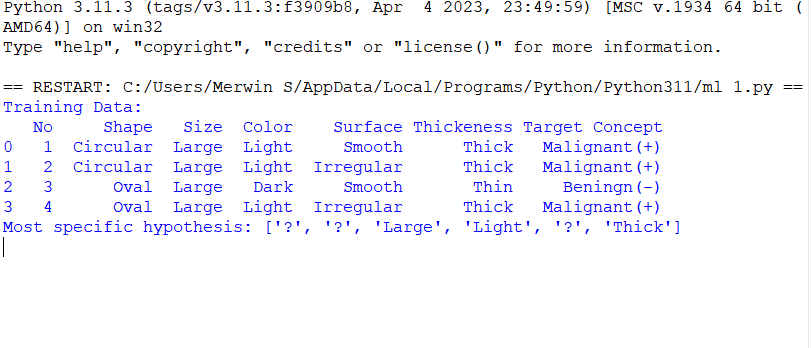 Python 3.11.3 (tags/v3.11.3:f3909b8, Apr  4 2023, 23:49:59) [MSC v.1934 64 bit (
AMD64)] on win32
Type "help", "copyright", "credits" or "license()" for more information.
== RESTART: C:/Users/Merwin S/AppData/Local/Programs/Python/Python311/ml 1.py ==
Training Data:
   No     Shape   Size  Color    Surface Thickeness Target Concept
0   1  Circular  Large  Light     Smooth      Thick   Malignant(+)
1   2  Circular  Large  Light  Irregular      Thick   Malignant(+)
2   3      Oval  Large   Dark     Smooth       Thin     Beningn(-)
3   4      Oval  Large  Light  Irregular      Thick   Malignant(+)
Most specific hypothesis: ['?', '?', 'Large', 'Light', '?', 'Thick']